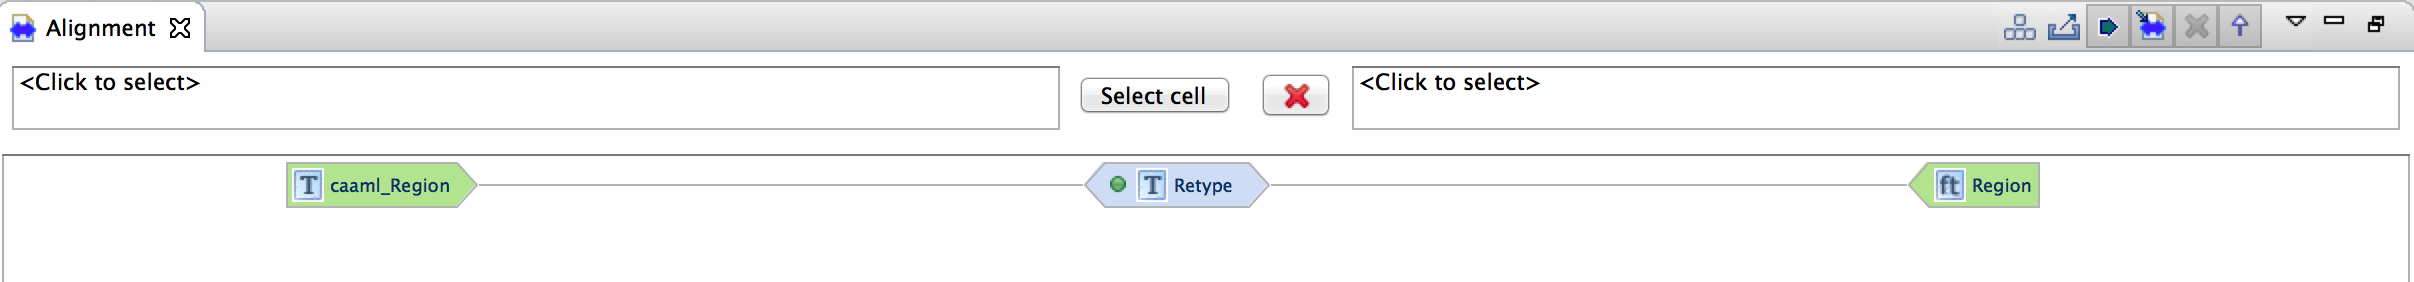 Alignment
<Click to select>
Select cell
<Click to select>
T caaml_Region
T Retype
ft Region